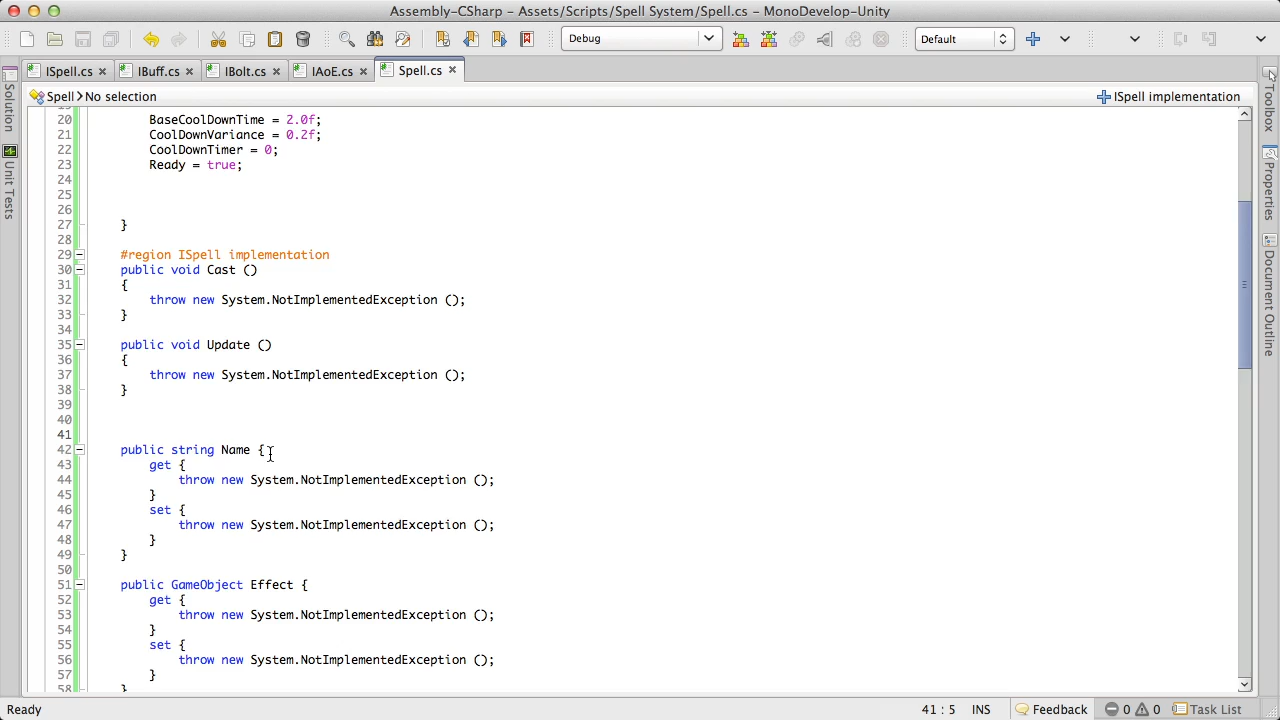 Assembly-CSharp - Assets/Scripts/Spell System/Spell.cs - MonoDevelop-Unity
Debug
Default
ISpell.cs
IBuff.cs
IBolt.cs
IAoE.cs
Spell.cs
Spell
No selection
ISpell implementation
Solution
Unit Tests
Toolbox
Properties
Document Outline
20 BaseCoolDownTime = 2.0f;
21 CoolDownVariance = 0.2f;
22 CoolDownTimer = 0;
23 Ready = true;
24
25
26
27 }
28
29 #region ISpell implementation
30 public void Cast ()
31 {
32 throw new System.NotImplementedException ();
33 }
34
35 public void Update ()
36 {
37 throw new System.NotImplementedException ();
38 }
39
40
41
42 public string Name {
43 get {
44 throw new System.NotImplementedException ();
45 }
46 set {
47 throw new System.NotImplementedException ();
48 }
49 }
50
51 public GameObject Effect {
52 get {
53 throw new System.NotImplementedException ();
54 }
55 set {
56 throw new System.NotImplementedException ();
57 }
58 }
Ready
41 : 5
INS
Feedback
0
0
Task List